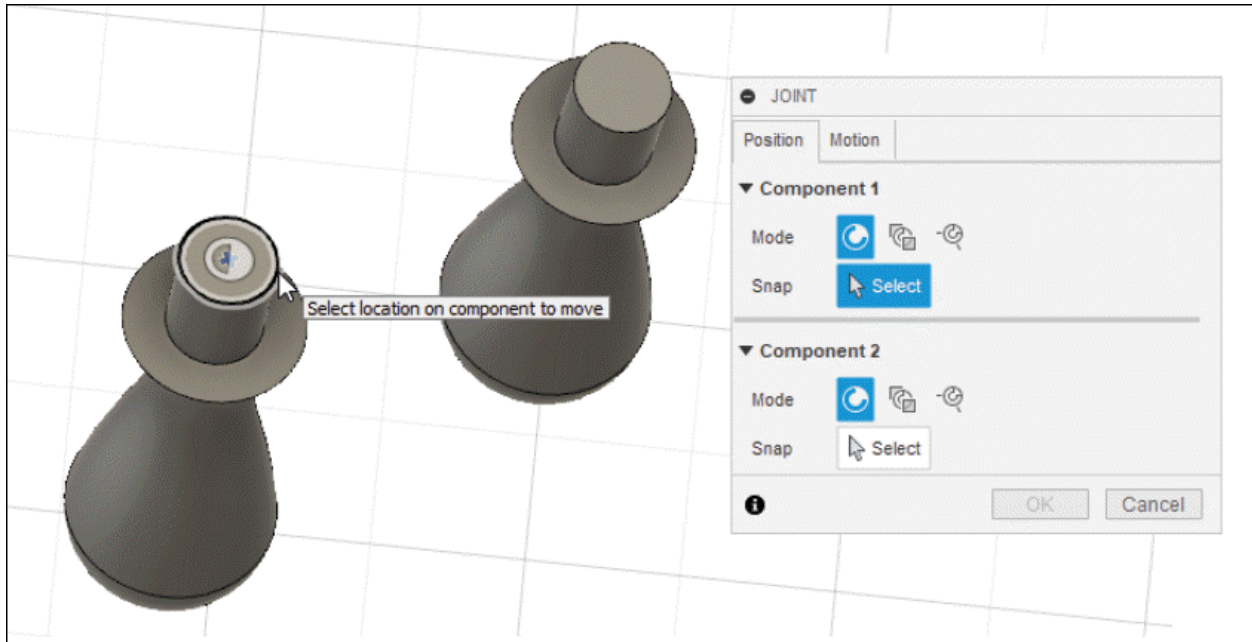 JOINT
Position Motion
Component 1
Mode
Snap Select
Select location on component to move
Component 2
Mode
Snap Select
OK Cancel